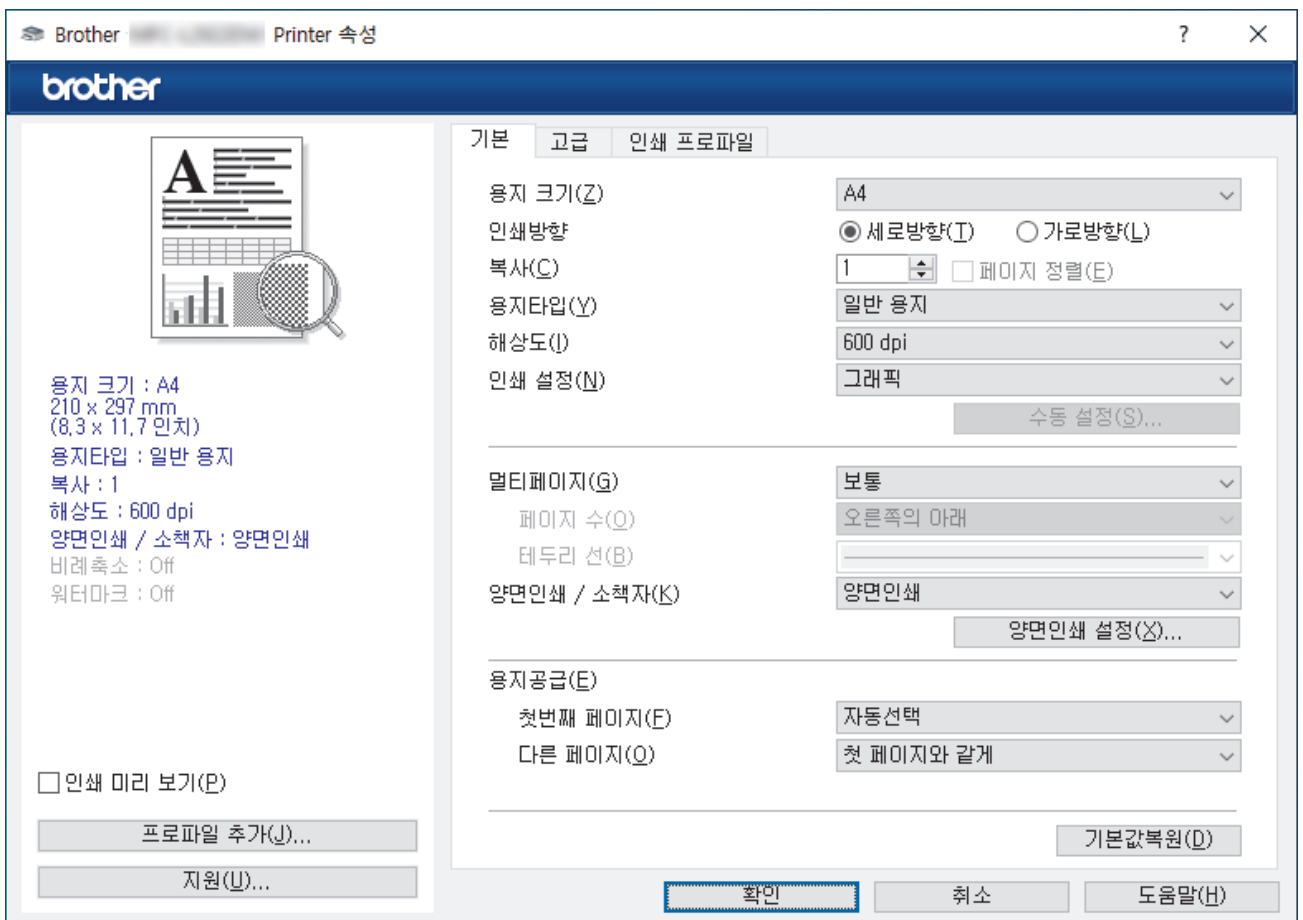 Brother Printer 속성
?
brother
A
용지 크기 : A4
210 x 297 mm
(8,3 x 11,7 인치)
용지타입 : 일반 용지
복사 : 1
해상도 : 600 dpi
양면인쇄 / 소책자 : 양면인쇄
비례축소 : Off
워터마크 : Off
인쇄 미리 보기(P)
프로파일 추가(J)...
지원(U)...
기본 고급 인쇄 프로파일
용지 크기(Z) A4
인쇄방향 세로방향(T) 가로방향(L)
복사(C) 1 페이지 정렬(E)
용지타입(Y) 일반 용지
해상도(I) 600 dpi
인쇄 설정(N) 그래픽
수동 설정(S)...
멀티페이지(G) 보통
페이지 수(O) 오른쪽의 아래
테두리 선(B)
양면인쇄 / 소책자(K) 양면인쇄
양면인쇄 설정(X)...
용지공급(E)
첫번째 페이지(F) 자동선택
다른 페이지(O) 첫 페이지와 같게
기본값복원(D)
확인 취소 도움말(H)